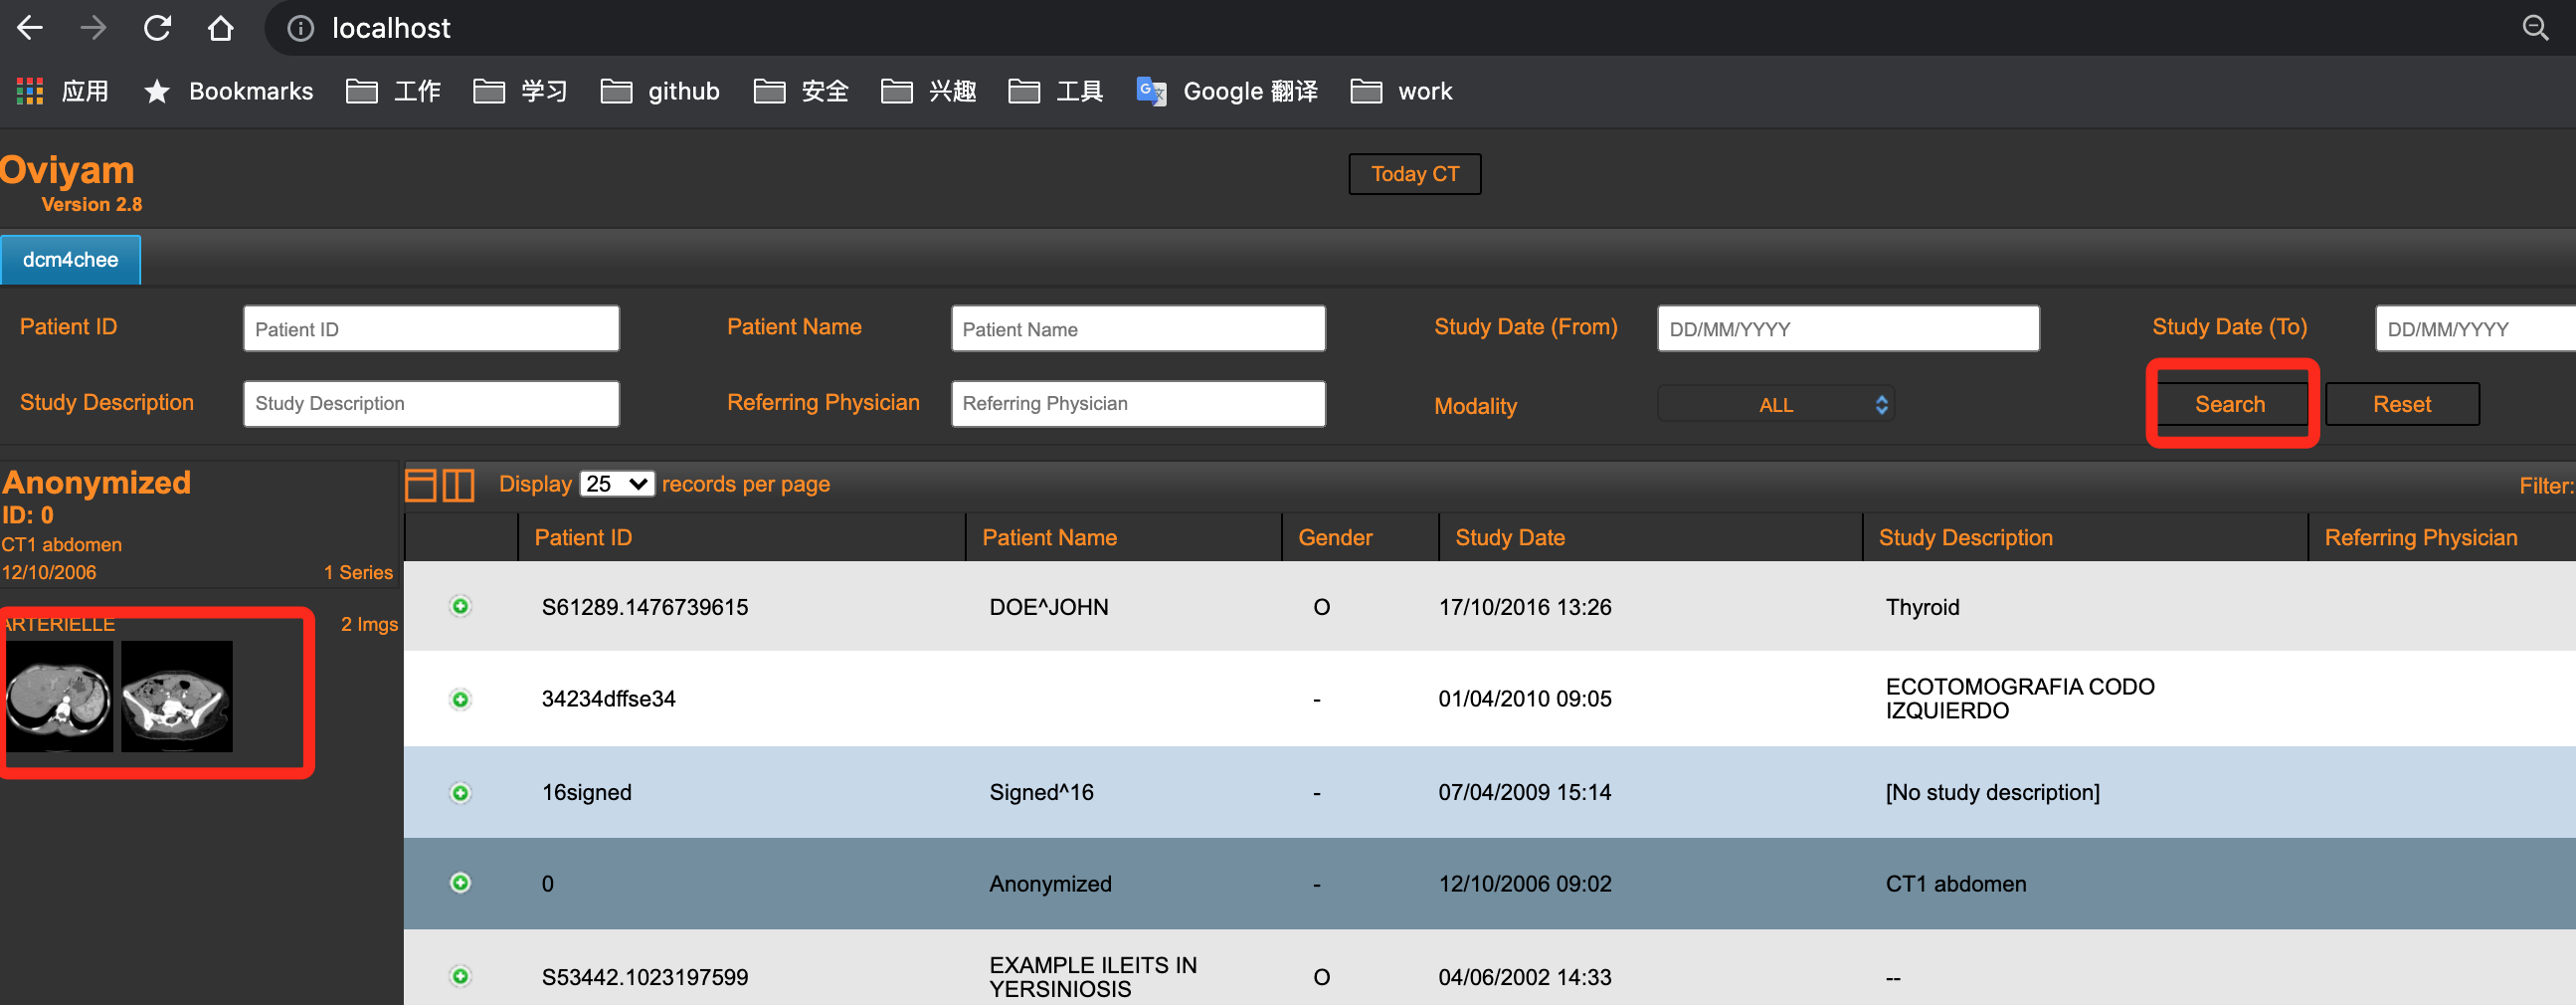 localhost
应用 Bookmarks 工作 学习 github 安全 兴趣 工具 Google 翻译 work
Oviyam
Version 2.8
Today CT
dcm4chee
Patient ID Patient ID Patient Name Patient Name Study Date (From) DD/MM/YYYY Study Date (To) DD/MM/YYYY
Study Description Study Description Referring Physician Referring Physician Modality ALL Search Reset
Anonymized
ID: 0
CT1 abdomen
12/10/2006 1 Series
ARTERIELLE 2 Imgs
Display 25 records per page Filter:
Patient ID Patient Name Gender Study Date Study Description Referring Physician
S61289.1476739615 DOE^JOHN O 17/10/2016 13:26 Thyroid
34234dffse34 - 01/04/2010 09:05 ECOTOMOGRAFIA CODO
IZQUIERDO
16signed Signed^16 - 07/04/2009 15:14 [No study description]
0 Anonymized - 12/10/2006 09:02 CT1 abdomen
S53442.1023197599 EXAMPLE ILEITS IN
YERSINIOSIS O 04/06/2002 14:33 --